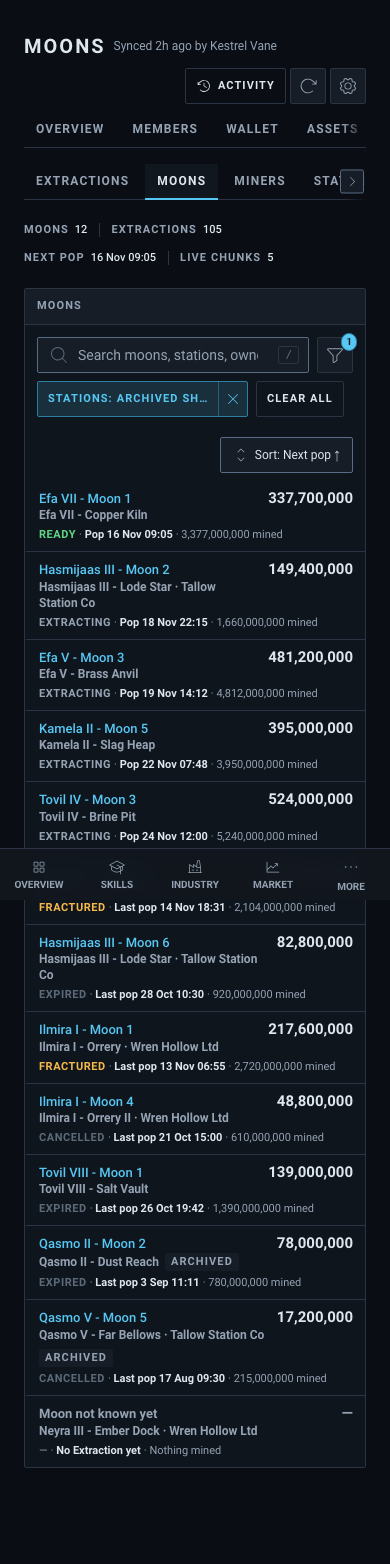 MOONS Synced 2h ago by Kestrel Vane
ACTIVITY
OVERVIEW MEMBERS WALLET ASSETS
EXTRACTIONS MOONS MINERS STA
MOONS 12 EXTRACTIONS 105
NEXT POP 16 Nov 09:05 LIVE CHUNKS 5
MOONS
Search moons, stations, own /
1
STATIONS: ARCHIVED SH… CLEAR ALL
Sort: Next pop ↑
Efa VII - Moon 1 337,700,000
Efa VII - Copper Kiln
READY · Pop 16 Nov 09:05 · 3,377,000,000 mined
Hasmijaas III - Moon 2 149,400,000
Hasmijaas III - Lode Star · Tallow
Station Co
EXTRACTING · Pop 18 Nov 22:15 · 1,660,000,000 mined
Efa V - Moon 3 481,200,000
Efa V - Brass Anvil
EXTRACTING · Pop 19 Nov 14:12 · 4,812,000,000 mined
Kamela II - Moon 5 395,000,000
Kamela II - Slag Heap
EXTRACTING · Pop 22 Nov 07:48 · 3,950,000,000 mined
Tovil IV - Moon 3 524,000,000
Tovil IV - Brine Pit
EXTRACTING · Pop 24 Nov 12:00 · 5,240,000,000 mined
OVERVIEW SKILLS INDUSTRY MARKET MORE
FRACTURED · Last pop 14 Nov 18:31 · 2,104,000,000 mined
Hasmijaas III - Moon 6 82,800,000
Hasmijaas III - Lode Star · Tallow Station
Co
EXPIRED · Last pop 28 Oct 10:30 · 920,000,000 mined
Ilmira I - Moon 1 217,600,000
Ilmira I - Orrery · Wren Hollow Ltd
FRACTURED · Last pop 13 Nov 06:55 · 2,720,000,000 mined
Ilmira I - Moon 4 48,800,000
Ilmira I - Orrery II · Wren Hollow Ltd
CANCELLED · Last pop 21 Oct 15:00 · 610,000,000 mined
Tovil VIII - Moon 1 139,000,000
Tovil VIII - Salt Vault
EXPIRED · Last pop 26 Oct 19:42 · 1,390,000,000 mined
Qasmo II - Moon 2 78,000,000
Qasmo II - Dust Reach ARCHIVED
EXPIRED · Last pop 3 Sep 11:11 · 780,000,000 mined
Qasmo V - Moon 5 17,200,000
Qasmo V - Far Bellows · Tallow Station Co
ARCHIVED
CANCELLED · Last pop 17 Aug 09:30 · 215,000,000 mined
Moon not known yet —
Neyra III - Ember Dock · Wren Hollow Ltd
— · No Extraction yet · Nothing mined